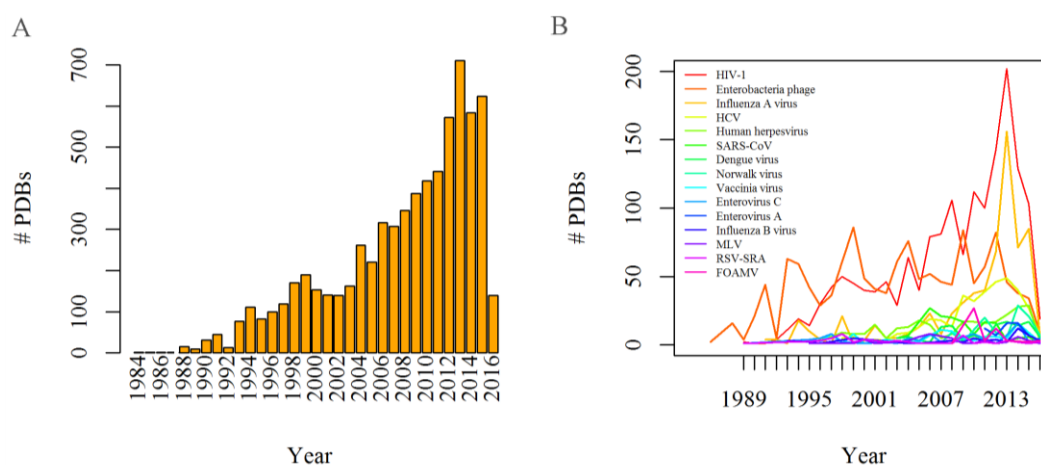 A
700
500
300
100
0
# PDBs
1984
1986
1988
1990
1992
1994
1996
1998
2000
2002
2004
2006
2008
2010
2012
2014
2016
Year
B
200
150
100
50
0
# PDBs
HIV-1
Enterobacteria phage
Influenza A virus
HCV
Human herpesvirus
SARS-CoV
Dengue virus
Norwalk virus
Vaccinia virus
Enterovirus C
Enterovirus A
Influenza B virus
MLV
RSV-SRA
FOAMV
1989 1995 2001 2007 2013
Year